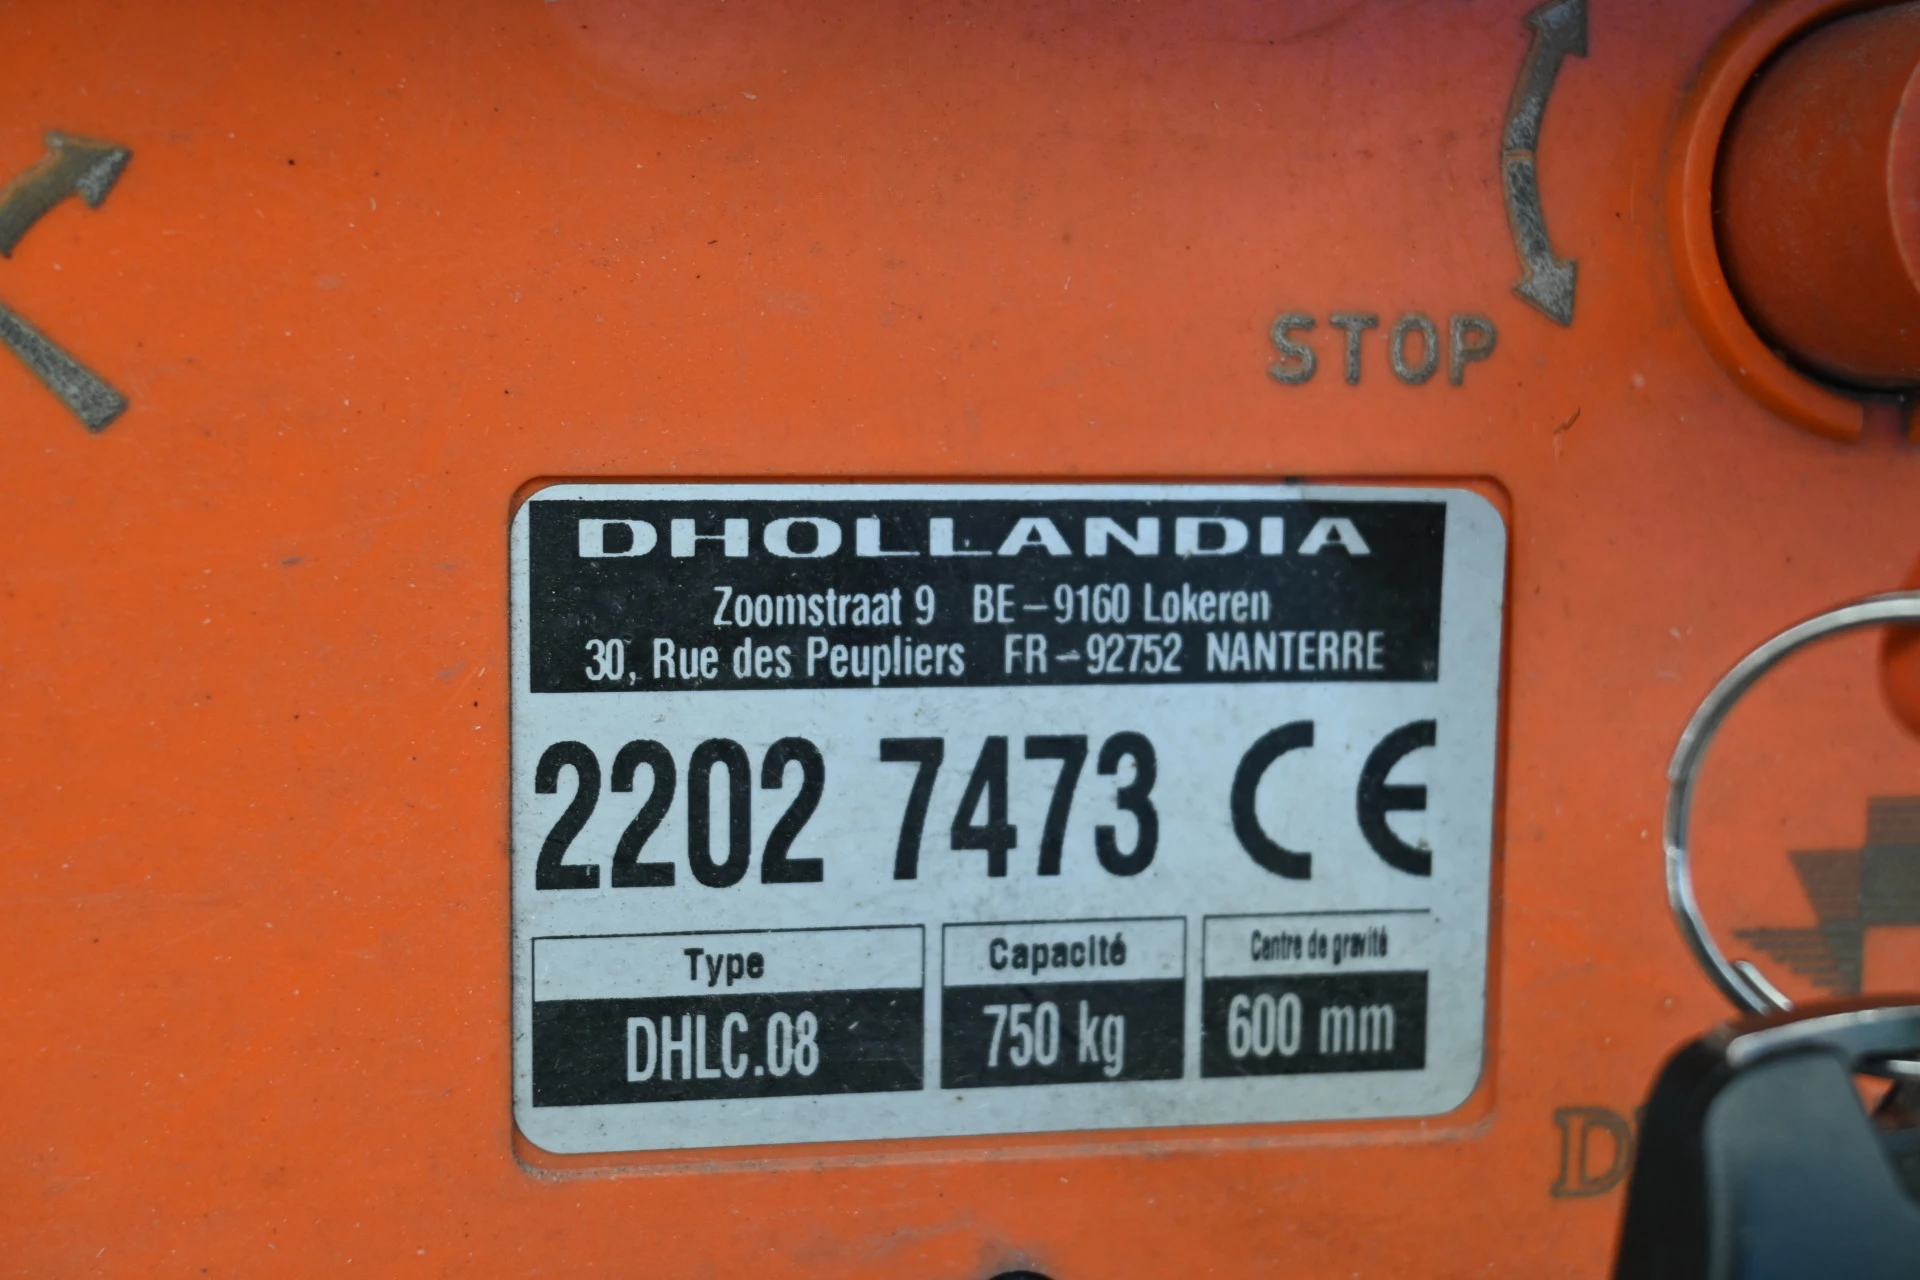 STOP
DHOLLANDIA
Zoomstraat 9 BE-9160 Lokeren
30, Rue des Peupliers FR-92752 NANTERRE
2202 7473 CE
Type Capacité Centre de gravité
DHLC.08 750 kg 600 mm